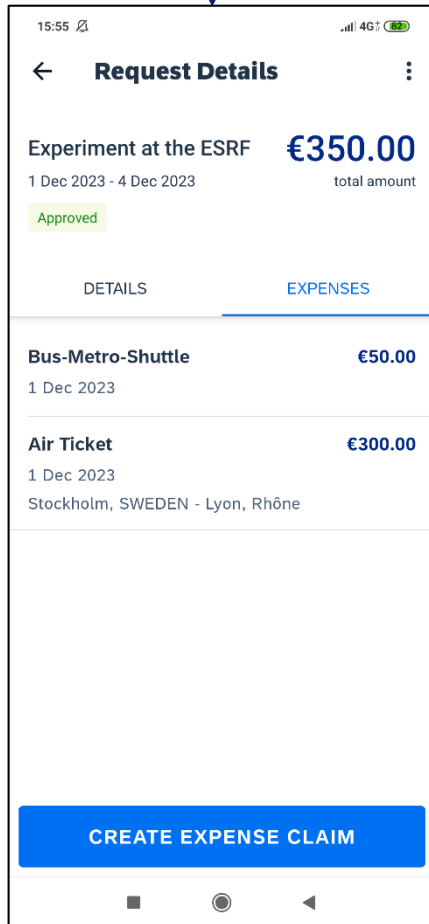 15:55 4G 82
Request Details
Experiment at the ESRF €350.00
1 Dec 2023 - 4 Dec 2023 total amount
Approved
DETAILS EXPENSES
Bus-Metro-Shuttle €50.00
1 Dec 2023
Air Ticket €300.00
1 Dec 2023
Stockholm, SWEDEN - Lyon, Rhône
CREATE EXPENSE CLAIM